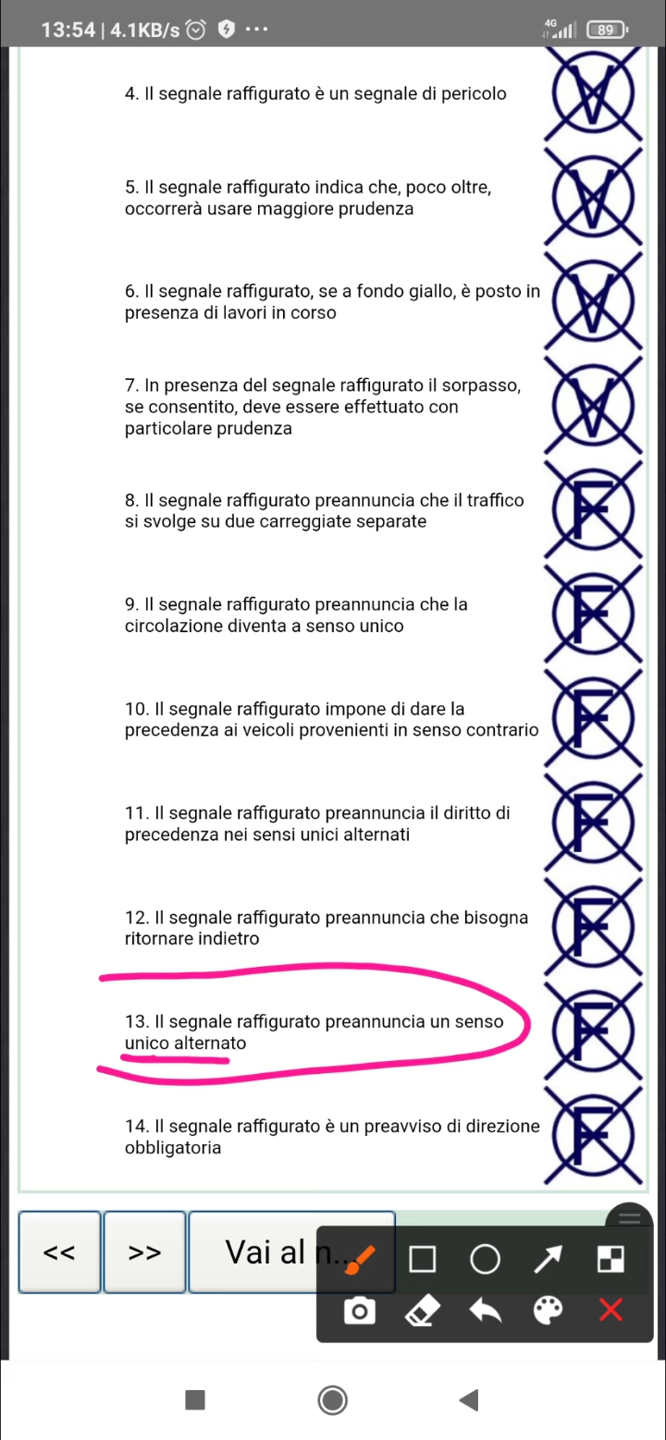 13:54 | 4.1KB/s
4G
89
4. Il segnale raffigurato è un segnale di pericolo
V
5. Il segnale raffigurato indica che, poco oltre,
occorrerà usare maggiore prudenza
V
6. Il segnale raffigurato, se a fondo giallo, è posto in
presenza di lavori in corso
V
7. In presenza del segnale raffigurato il sorpasso,
se consentito, deve essere effettuato con
particolare prudenza
V
8. Il segnale raffigurato preannuncia che il traffico
si svolge su due carreggiate separate
F
9. Il segnale raffigurato preannuncia che la
circolazione diventa a senso unico
F
10. Il segnale raffigurato impone di dare la
precedenza ai veicoli provenienti in senso contrario
F
11. Il segnale raffigurato preannuncia il diritto di
precedenza nei sensi unici alternati
F
12. Il segnale raffigurato preannuncia che bisogna
ritornare indietro
F
13. Il segnale raffigurato preannuncia un senso
unico alternato
F
14. Il segnale raffigurato è un preavviso di direzione
obbligatoria
F
<< >> Vai al n...